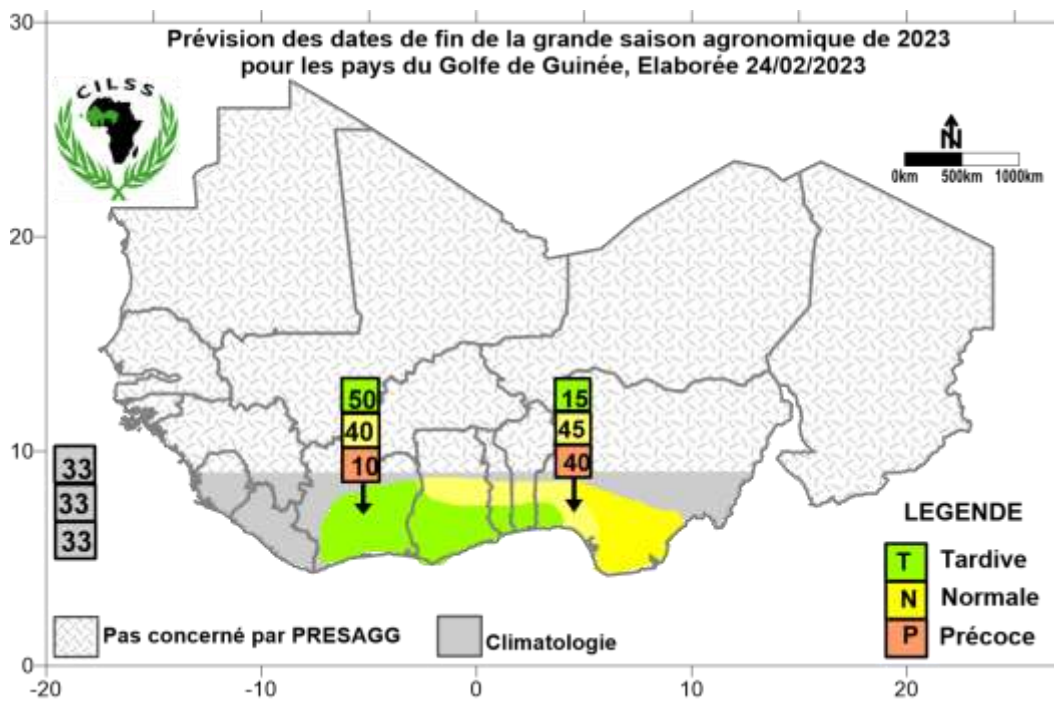 30
Prévision des dates de fin de la grande saison agronomique de 2023
pour les pays du Golfe de Guinée, Elaborée 24/02/2023
CILSS
N
0km 500km 1000km
20
50
40
10
15
45
40
10
33
33
33
LEGENDE
T Tardive
N Normale
P Précoce
Pas concerné par PRESAGG
Climatologie
0
-20 -10 0 10 20